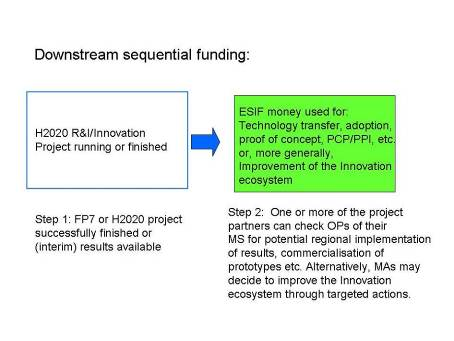 Downstream sequential funding:
H2020 R&I/Innovation
Project running or finished
ESIF money used for:
Technology transfer, adoption,
proof of concept, PCP/PPI, etc.
or, more generally,
Improvement of the Innovation
ecosystem
Step 1: FP7 or H2020 project
successfully finished or
(interim) results available
Step 2:  One or more of the project
partners can check OPs of their
MS for potential regional implementation
of results, commercialisation of
prototypes etc. Alternatively, MAs may
decide to improve the Innovation
ecosystem through targeted actions.